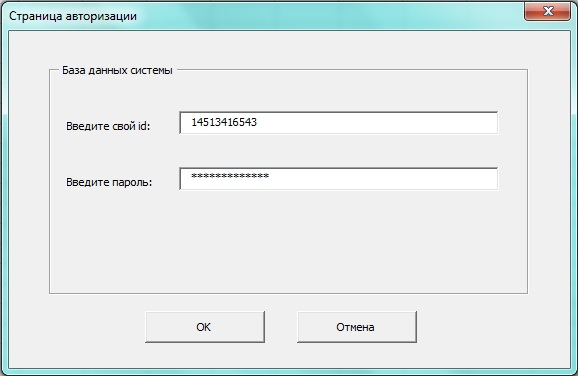 Страница авторизации
База данных системы
Введите свой id: 14513416543
Введите пароль: *************
OK Отмена